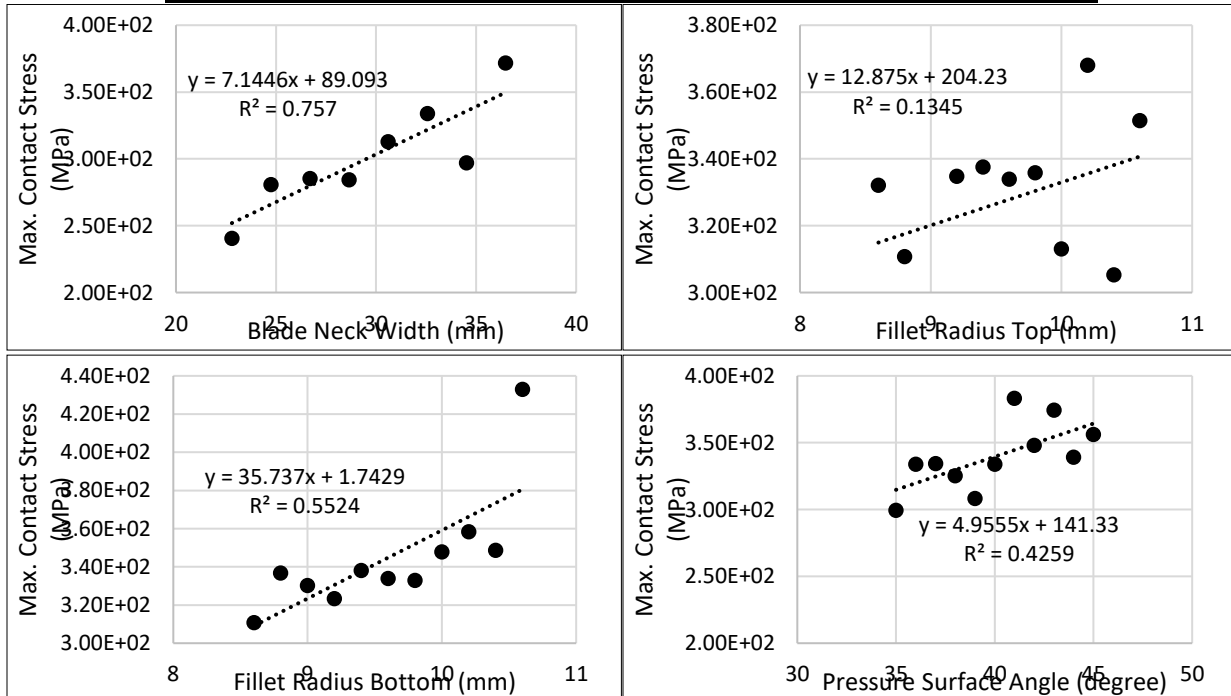 4.00E+02
3.50E+02
3.00E+02
2.50E+02
2.00E+02
Max. Contact Stress
(MPa)
y = 7.1446x + 89.093
R² = 0.757
20
25
30
35
40
Blade Neck Width (mm)
3.80E+02
3.60E+02
3.40E+02
3.20E+02
3.00E+02
Max. Contact Stress
(MPa)
y = 12.875x + 204.23
R² = 0.1345
8
9
10
11
Fillet Radius Top (mm)
4.40E+02
4.20E+02
4.00E+02
3.80E+02
3.60E+02
3.40E+02
3.20E+02
3.00E+02
Max. Contact Stress
(MPa)
y = 35.737x + 1.7429
R² = 0.5524
8
9
10
11
Fillet Radius Bottom (mm)
4.00E+02
3.50E+02
3.00E+02
2.50E+02
2.00E+02
Max. Contact Stress
(MPa)
y = 4.9555x + 141.33
R² = 0.4259
30
35
40
45
50
Pressure Surface Angle (degree)